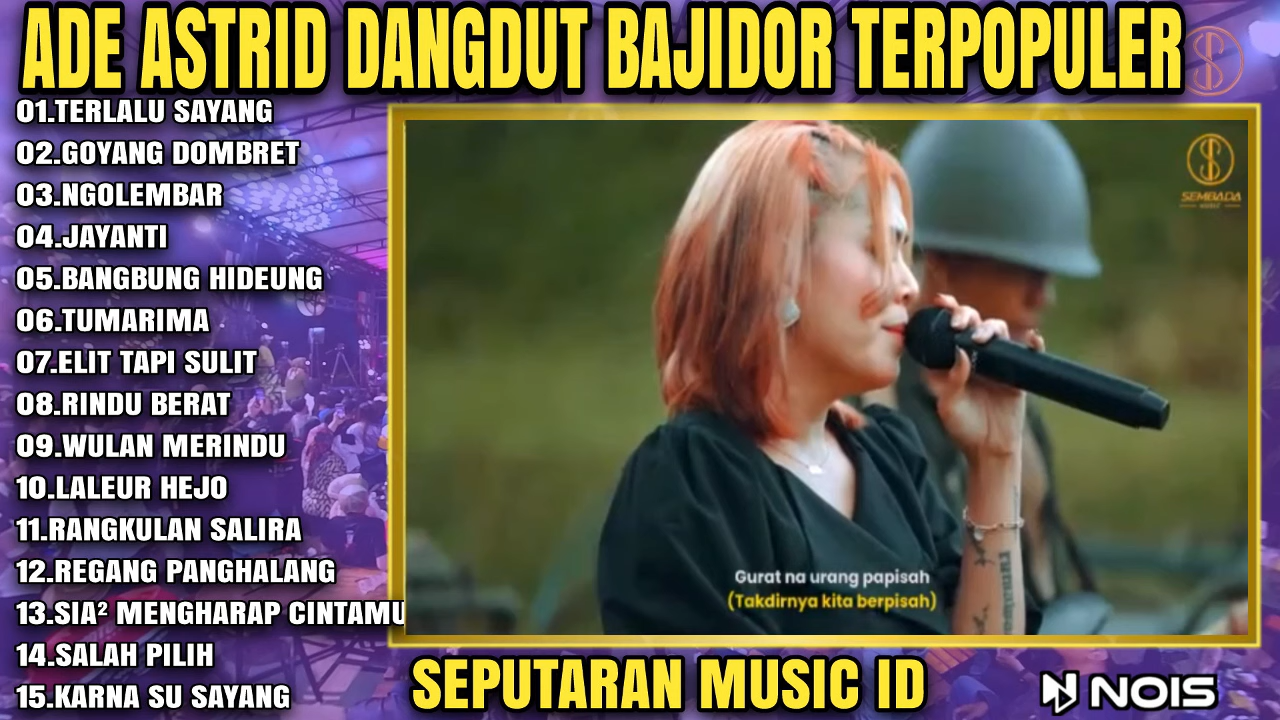 ADE ASTRID DANGDUT BAJIDOR TERPOPULER
01.TERLALU SAYANG
02.GOYANG DOMBRET
03.NGOLEMBAR
04.JAYANTI
05.BANGBUNG HIDEUNG
06.TUMARIMA
07.ELIT TAPI SULIT
08.RINDU BERAT
09.WULAN MERINDU
10.LALEUR HEJO
11.RANGKULAN SALIRA
12.REGANG PANGHALANG
13.SIA² MENGHARAP CINTAMU
14.SALAH PILIH
15.KARNA SU SAYANG
SEMBADA
Gurat na urang papisah
(Takdirnya kita berpisah)
SEPUTARAN MUSIC ID
NOIS